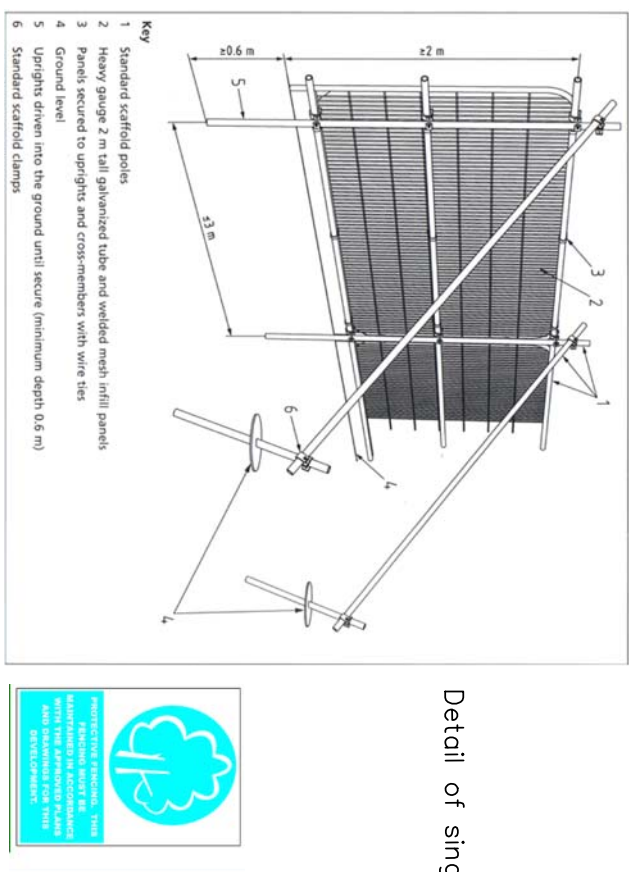 ≥0.6 m
≥2 m
5
≤3 m
3
2
1
6
4
4
Key
1 Standard scaffold poles
2 Heavy gauge 2 m tall galvanized tube and welded mesh infill panels
3 Panels secured to uprights and cross-members with wire ties
4 Ground level
5 Uprights driven into the ground until secure (minimum depth 0.6 m)
6 Standard scaffold clamps
Detail of sing
PROTECTIVE FENCING. THIS
FENCING MUST BE
MAINTAINED IN ACCORDANCE
WITH THE APPROVED PLANS
AND DRAWINGS FOR THIS
DEVELOPMENT.